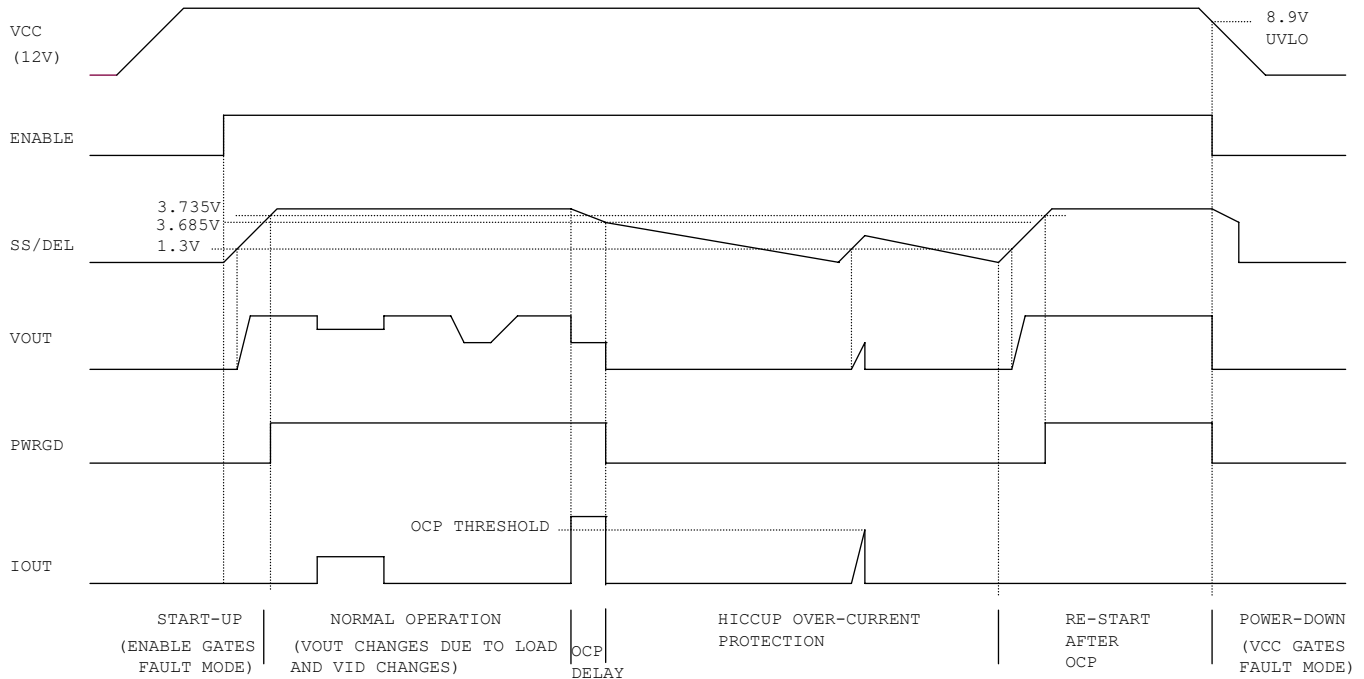 VCC
(12V)
8.9V
UVLO
ENABLE
3.735V
3.685V
SS/DEL
1.3V
VOUT
PWRGD
OCP THRESHOLD
IOUT
START-UP
(ENABLE GATES
FAULT MODE)
NORMAL OPERATION
(VOUT CHANGES DUE TO LOAD
AND VID CHANGES)
OCP
DELAY
HICCUP OVER-CURRENT
PROTECTION
RE-START
AFTER
OCP
POWER-DOWN
(VCC GATES
FAULT MODE)